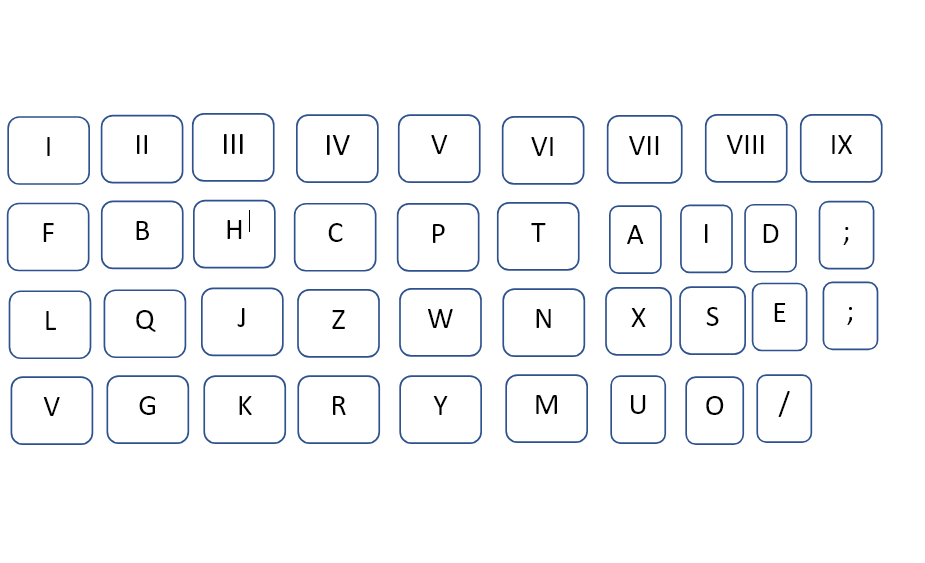 I II III IV V VI VII VIII IX
F B H C P T A I D ;
L Q J Z W N X S E ;
V G K R Y M U O /